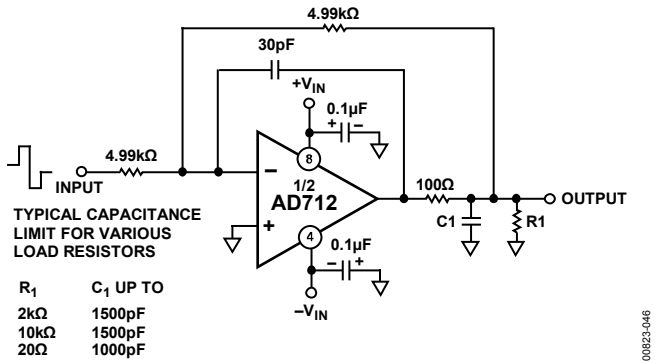 4.99kΩ
30pF
+VIN
0.1µF
+ –
4.99kΩ
8
–
1/2
AD712
100Ω
INPUT
OUTPUT
+
C1
R1
4
0.1µF
– +
–VIN
TYPICAL CAPACITANCE
LIMIT FOR VARIOUS
LOAD RESISTORS
R1 C1 UP TO
2kΩ 1500pF
10kΩ 1500pF
20Ω 1000pF
00823-046